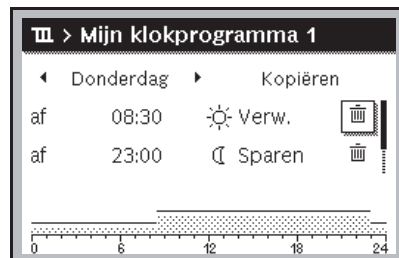 > Mijn klokprogramma 1
Donderdag Kopiëren
af 08:30 Verw.
af 23:00 Sparen
0 6 12 18 24